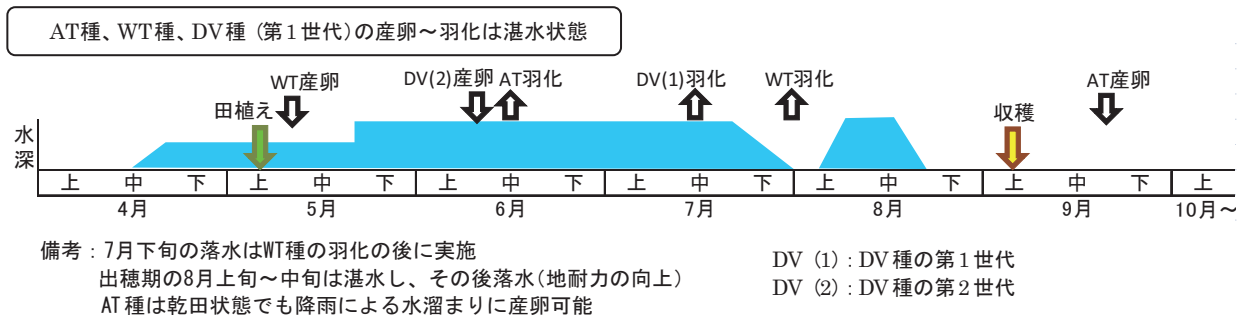 AT種、WT種、DV種（第1世代）の産卵～羽化は湛水状態
WT産卵
DV(2)産卵 AT羽化
DV(1)羽化
WT羽化
AT産卵
田植え
収穫
水深
上 中 下 上 中 下 上 中 下 上 中 下 上 中 下 上 中 下 上
4月 5月 6月 7月 8月 9月 10月～
備考：7月下旬の落水はWT種の羽化の後に実施
出穂期の8月上旬～中旬は湛水し、その後落水(地耐力の向上)
AT種は乾田状態でも降雨による水溜まりに産卵可能
DV（1）：DV種の第1世代
DV（2）：DV種の第2世代